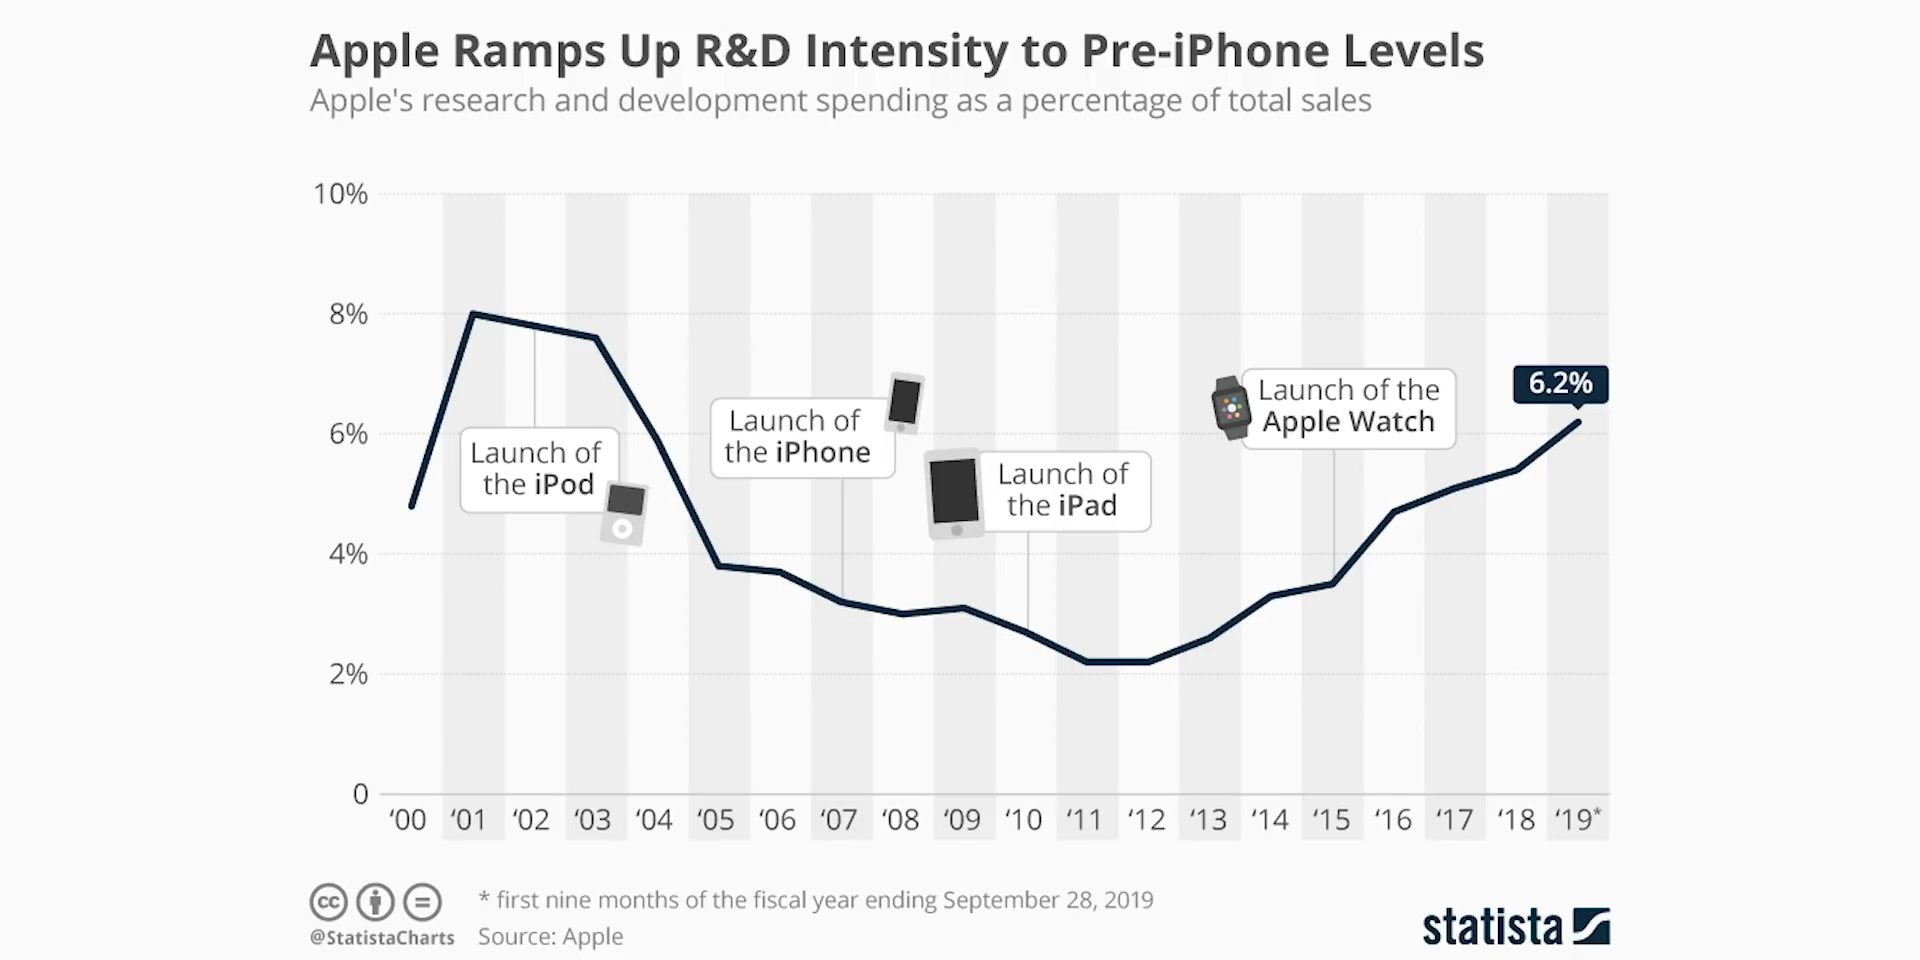 Apple Ramps Up R&D Intensity to Pre-iPhone Levels
Apple's research and development spending as a percentage of total sales
10%
8%
6%
4%
2%
0
Launch of
the iPod
Launch of
the iPhone
Launch of
the iPad
Launch of the
Apple Watch
6.2%
‘00 ‘01 ‘02 ‘03 ‘04 ‘05 ‘06 ‘07 ‘08 ‘09 ‘10 ‘11 ‘12 ‘13 ‘14 ‘15 ‘16 ‘17 ‘18 ‘19*
cc
@StatistaCharts
* first nine months of the fiscal year ending September 28, 2019
Source: Apple
statista